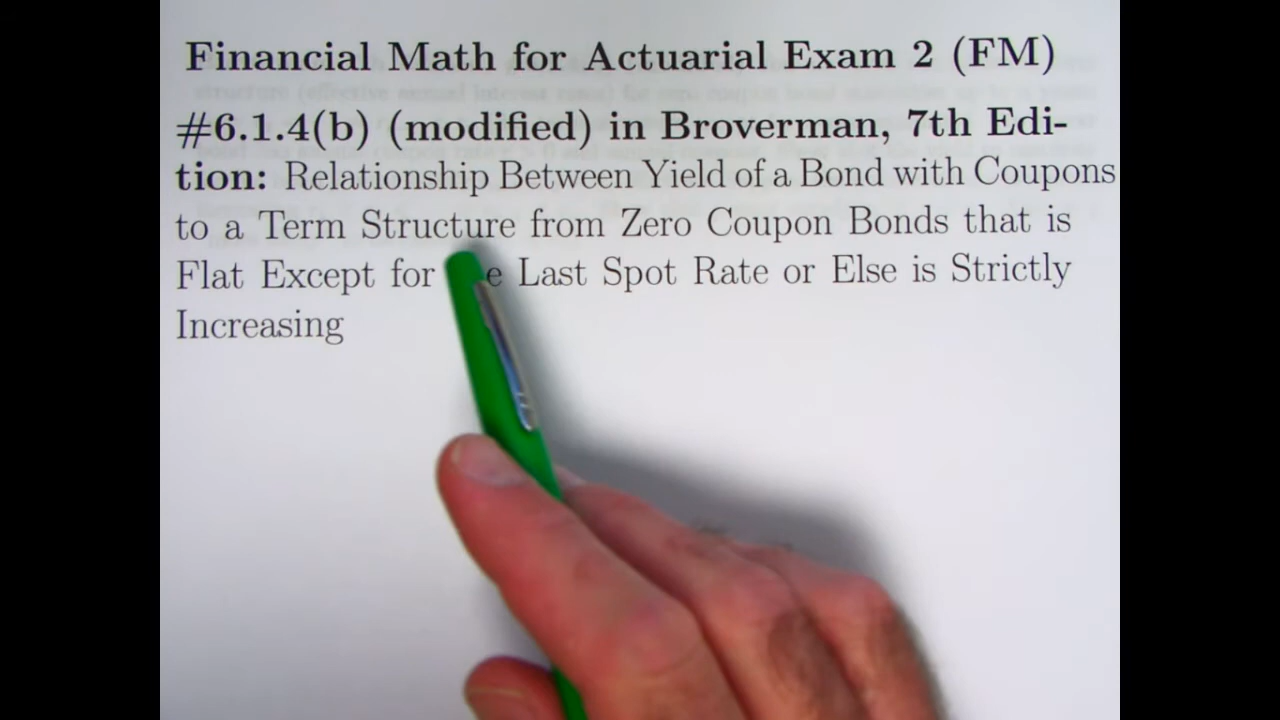 Financial Math for Actuarial Exam 2 (FM)
#6.1.4(b) (modified) in Broverman, 7th Edi-
tion: Relationship Between Yield of a Bond with Coupons
to a Term Structure from Zero Coupon Bonds that is
Flat Except for Last Spot Rate or Else is Strictly
Increasing